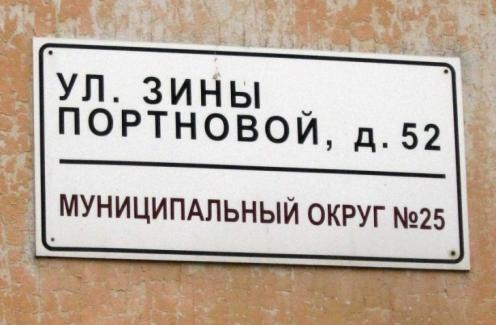 УЛ. ЗИНЫ
ПОРТНОВОЙ, д. 52
МУНИЦИПАЛЬНЫЙ ОКРУГ №25